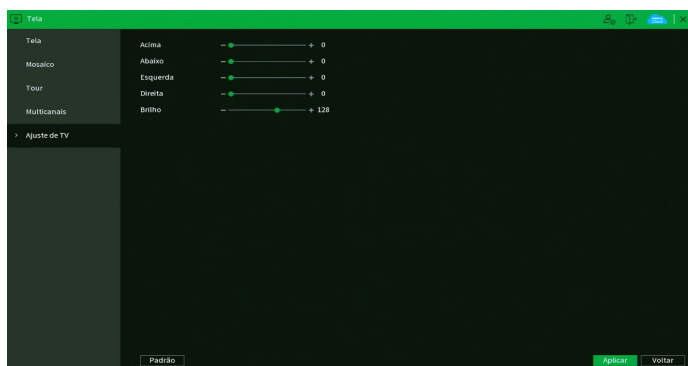 Tela
Tela
Mosaico
Tour
Multicanais
> Ajuste de TV
Acima - + 0
Abaixo - + 0
Esquerda - + 0
Direita - + 0
Brilho - + 128
Padrão
Aplicar
Voltar